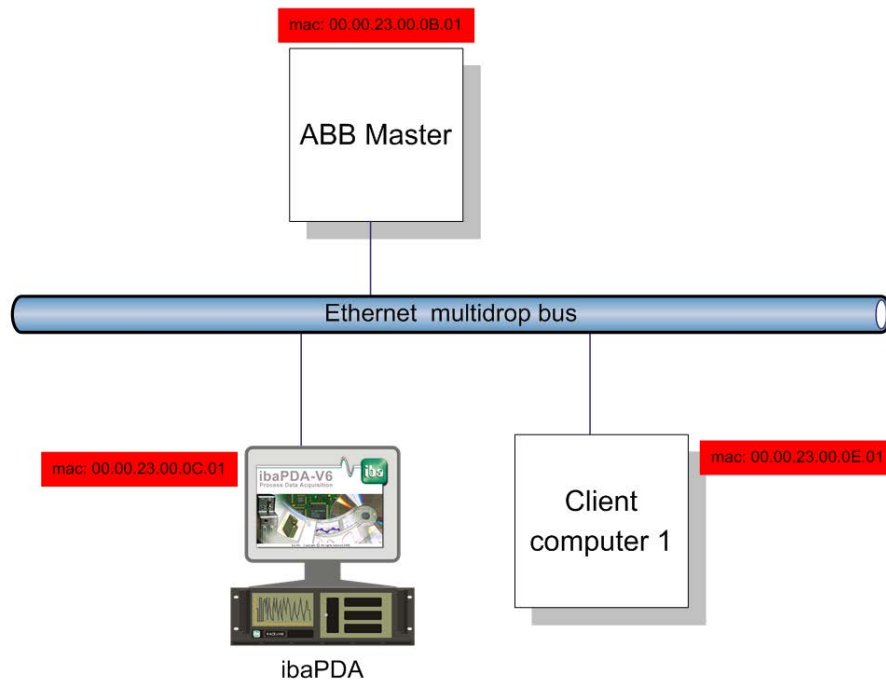 mac: 00.00.23.00.0B.01
ABB Master
Ethernet multidrop bus
mac: 00.00.23.00.0C.01
ibaPDA-V6
Process Data Acquisition
iba
mac: 00.00.23.00.0E.01
Client
computer 1
ibaPDA